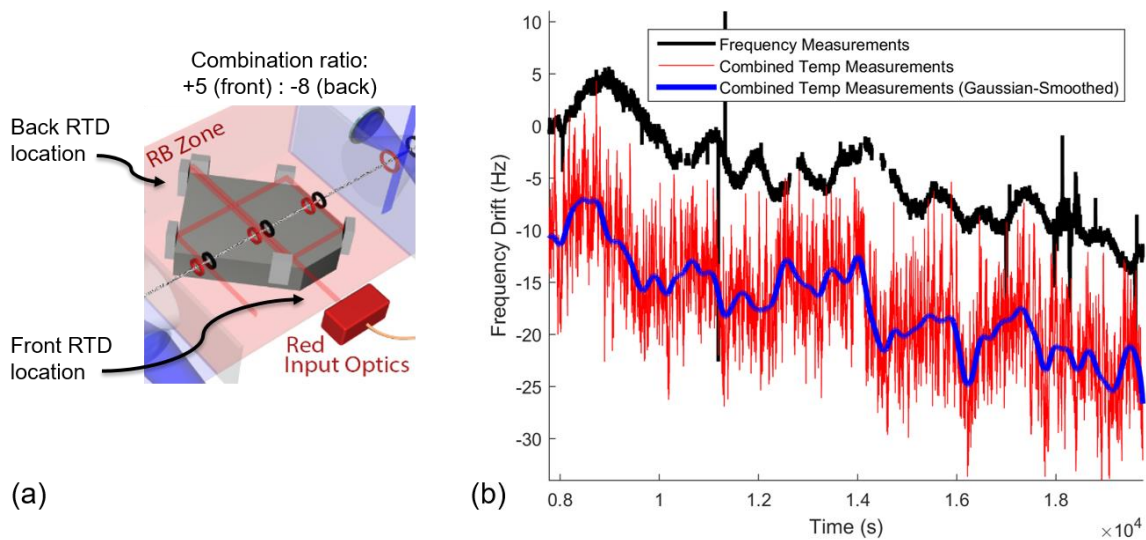 Combination ratio:
+5 (front) : -8 (back)
Back RTD
location
RB Zone
Front RTD
location
Red
Input Optics
(a)
Frequency Measurements
Combined Temp Measurements
Combined Temp Measurements (Gaussian-Smoothed)
Frequency Drift (Hz)
10
5
0
-5
-10
-15
-20
-25
-30
0.8
1
1.2
1.4
1.6
1.8
×10⁴
Time (s)
(b)